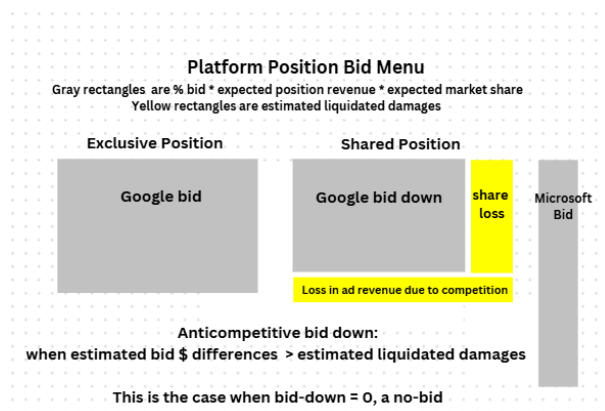 Platform Position Bid Menu
Gray rectangles are % bid * expected position revenue * expected market share
Yellow rectangles are estimated liquidated damages
Exclusive Position
Shared Position
Google bid
Google bid down
share
loss
Microsoft
Bid
Loss in ad revenue due to competition
Anticompetitive bid down:
when estimated bid $ differences > estimated liquidated damages
This is the case when bid-down = 0, a no-bid